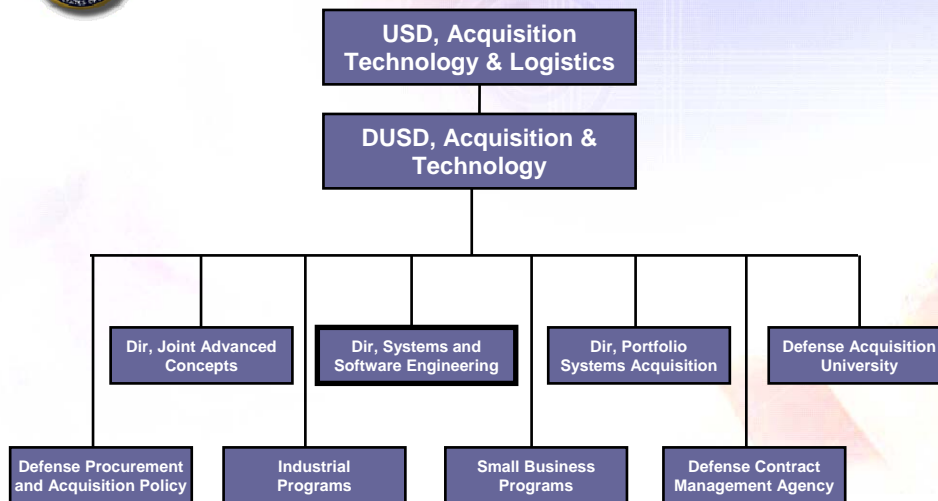 USD, Acquisition
Technology & Logistics
DUSD, Acquisition &
Technology
Dir, Joint Advanced
Concepts
Dir, Systems and
Software Engineering
Dir, Portfolio
Systems Acquisition
Defense Acquisition
University
Defense Procurement
and Acquisition Policy
Industrial
Programs
Small Business
Programs
Defense Contract
Management Agency